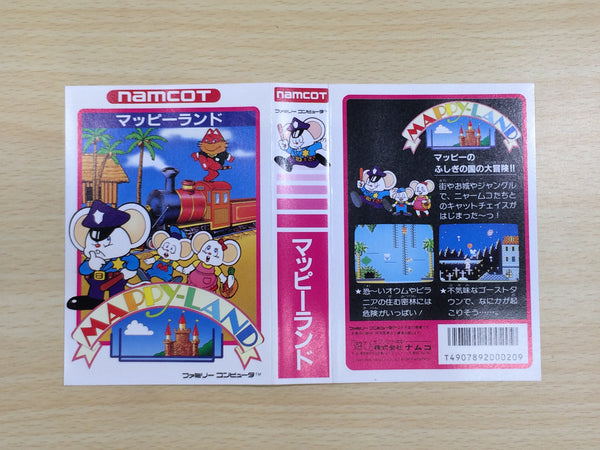 namcot
マッピーランド
MAPPY-LAND
ファミリー コンピュータ™
namcot
ファミリー コンピュータ™
マッピーランド
MAPPY-LAND
マッピーの
ふしぎの国の大冒険!!
街やお城やジャングル
で、ニャームコたちと
のキャットチェイスが
はじまった〜っ!
★恐〜いオウムやピラ
ニアの住む密林には
危険がいっぱい!
★不気味なゴーストタ
ウンで、なにかが起
こりそう……。
株式会社 ナムコ
T4907892000209